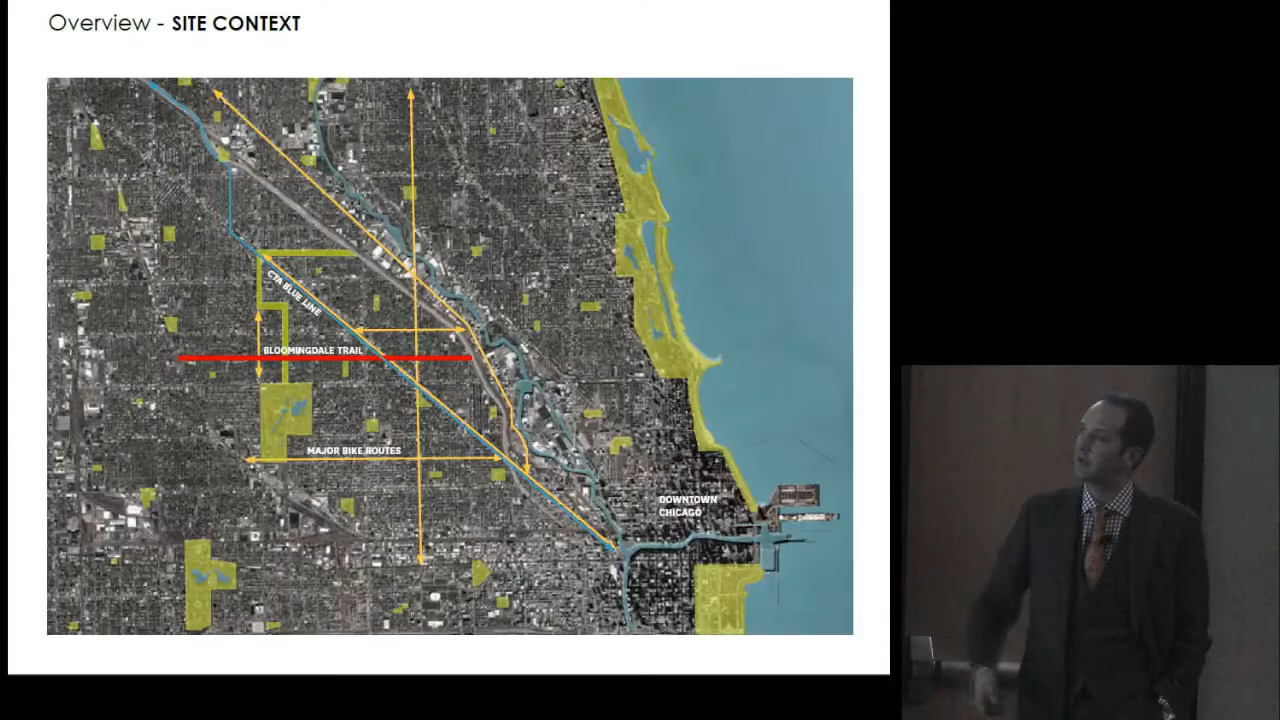 Overview - SITE CONTEXT
CTA BLUE LINE
BLOOMINGDALE TRAIL
MAJOR BIKE ROUTES
DOWNTOWN
CHICAGO